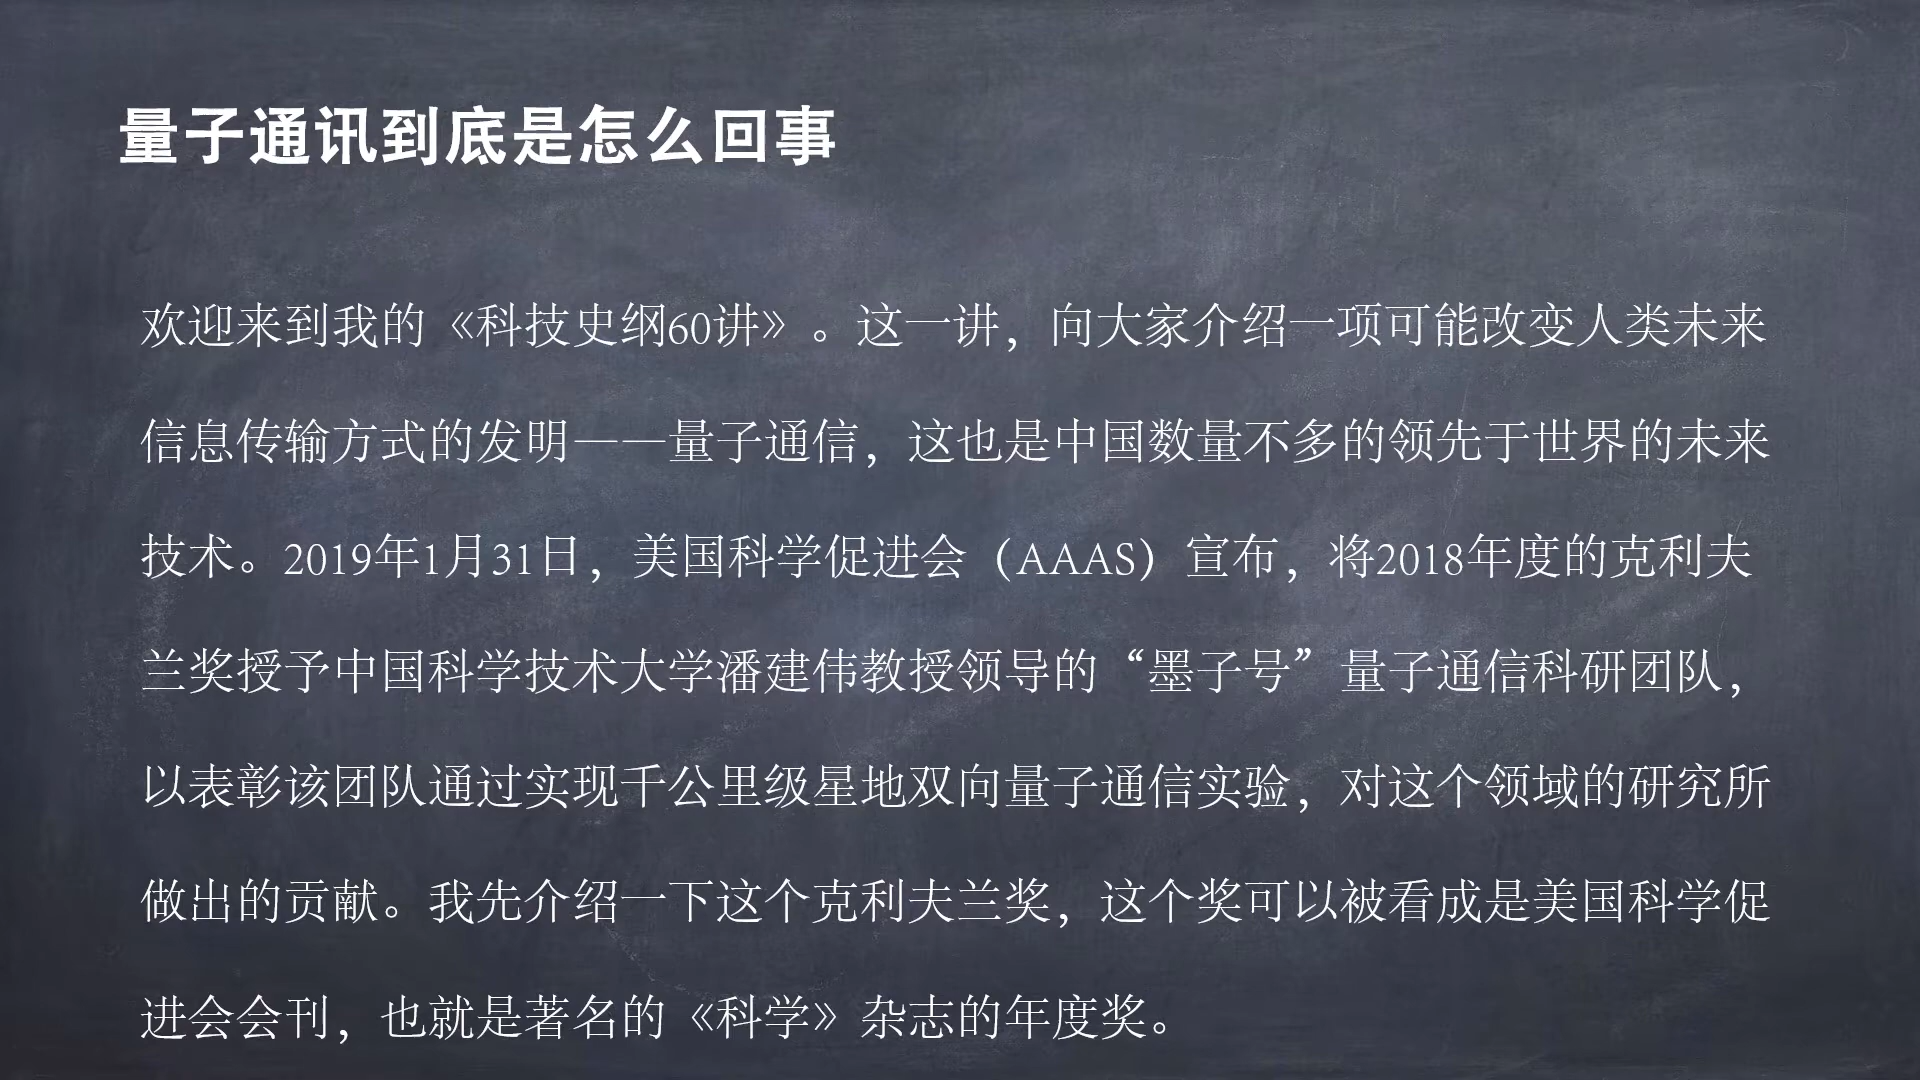 量子通讯到底是怎么回事
欢迎来到我的《科技史纲60讲》。这一讲，向大家介绍一项可能改变人类未来
信息传输方式的发明——量子通信，这也是中国数量不多的领先于世界的未来
技术。2019年1月31日，美国科学促进会（AAAS）宣布，将2018年度的克利夫
兰奖授予中国科学技术大学潘建伟教授领导的“墨子号”量子通信科研团队，
以表彰该团队通过实现千公里级星地双向量子通信实验，对这个领域的研究所
做出的贡献。我先介绍一下这个克利夫兰奖，这个奖可以被看成是美国科学促
进会会刊，也就是著名的《科学》杂志的年度奖。